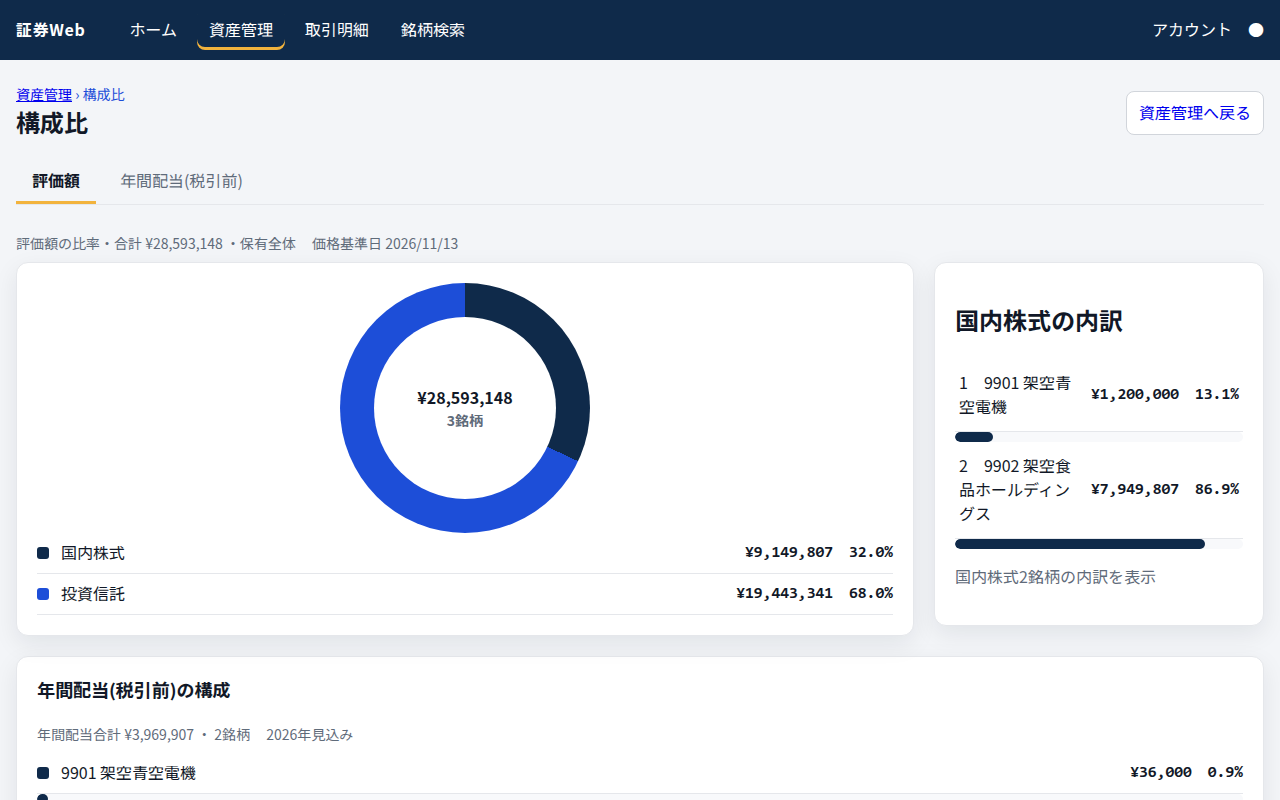 証券Web ホーム 資産管理 取引明細 銘柄検索 アカウント
資産管理 › 構成比
構成比
資産管理へ戻る
評価額 年間配当(税引前)
評価額の比率・合計 ¥28,593,148 ・保有全体 価格基準日 2026/11/13
¥28,593,148
3銘柄
国内株式 ¥9,149,807 32.0%
投資信託 ¥19,443,341 68.0%
国内株式の内訳
1 9901 架空青
空電機 ¥1,200,000 13.1%
2 9902 架空食
品ホールディン ¥7,949,807 86.9%
グス
国内株式2銘柄の内訳を表示
年間配当(税引前)の構成
年間配当合計 ¥3,969,907 ・ 2銘柄 2026年見込み
9901 架空青空電機 ¥36,000 0.9%